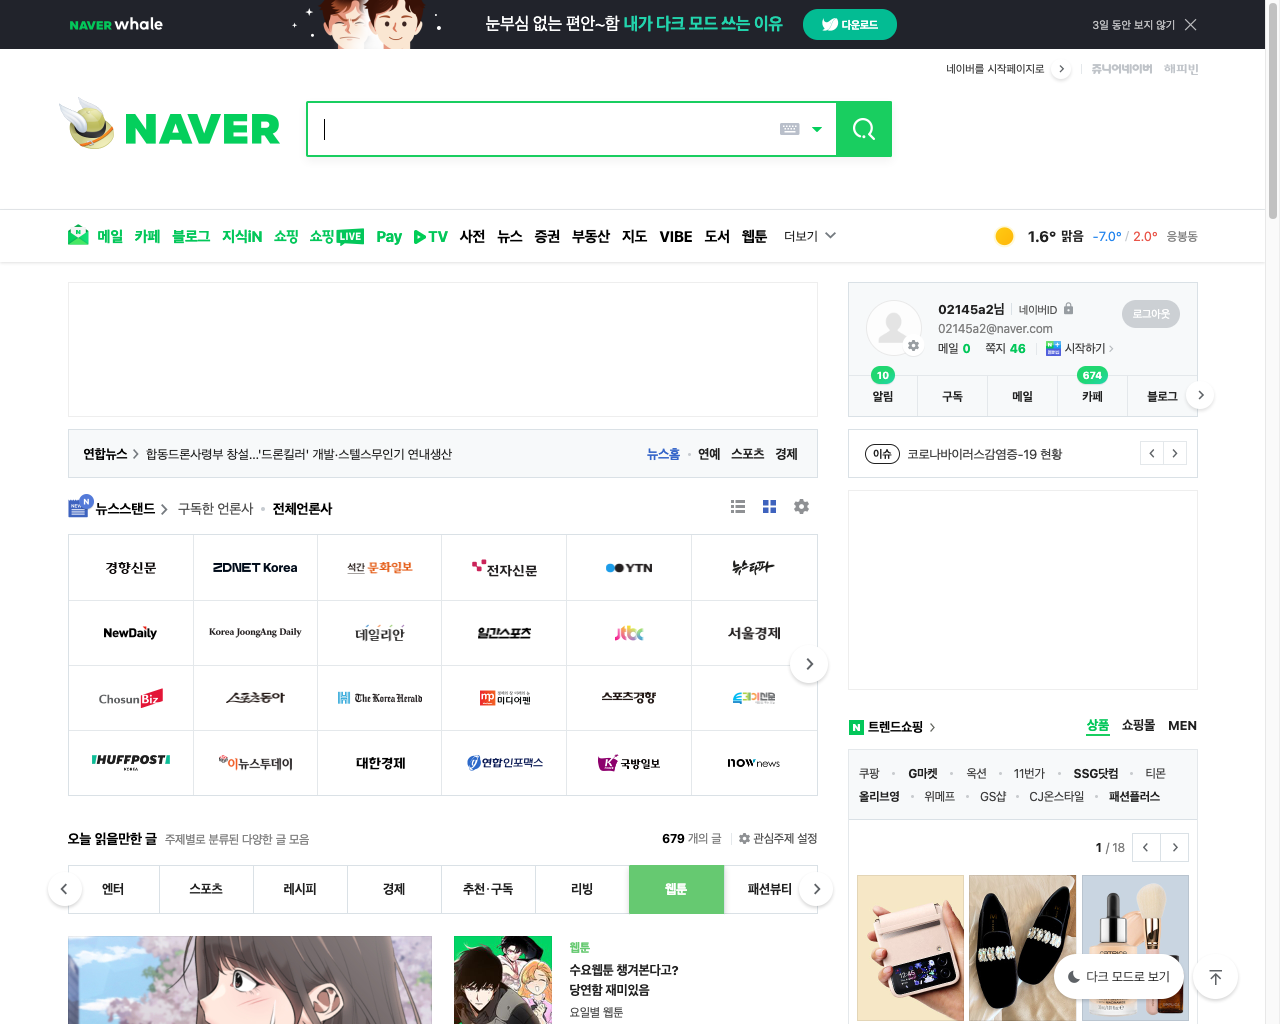 NAVER whale
눈부심 없는 편안~함 내가 다크 모드 쓰는 이유
다운로드
3일 동안 보지 않기
네이버를 시작페이지로
쥬니어네이버 해피빈
NAVER
메일 카페 블로그 지식iN 쇼핑 쇼핑LIVE Pay TV 사전 뉴스 증권 부동산 지도 VIBE 도서 웹툰 더보기
1.6° 맑음 -7.0° / 2.0° 응봉동
02145a2님 네이버ID
로그아웃
02145a2@naver.com
메일 0 쪽지 46 시작하기
10 674
알림 구독 메일 카페 블로그
연합뉴스 합동드론사령부 창설…'드론킬러' 개발·스텔스무인기 연내생산
뉴스홈 연예 스포츠 경제
이슈 코로나바이러스감염증-19 현황
뉴스스탠드 구독한 언론사 전체언론사
경향신문 ZDNET Korea 석간 문화일보 전자신문 YTN 뉴스타파
NewDaily Korea JoongAng Daily 데일리안 일간스포츠 jtbc 서울경제
ChosunBiz 스포츠동아 The Korea Herald mp 미디어펜 스포츠경향
HUFFPOST KOREA 이뉴스투데이 대한경제 연합인포맥스 K 국방일보 now news
트렌드쇼핑 상품 쇼핑몰 MEN
쿠팡 G마켓 옥션 11번가 SSG닷컴 티몬
올리브영 위메프 GS샵 CJ온스타일 패션플러스
1 / 18
오늘 읽을만한 글 주제별로 분류된 다양한 글 모음
679 개의 글 관심주제 설정
엔터 스포츠 레시피 경제 추천·구독 리빙 웹툰 패션뷰티
웹툰
수요웹툰 챙겨본다고?
당연함 재미있음
요일별 웹툰
12:45
CATRICE
다크 모드로 보기